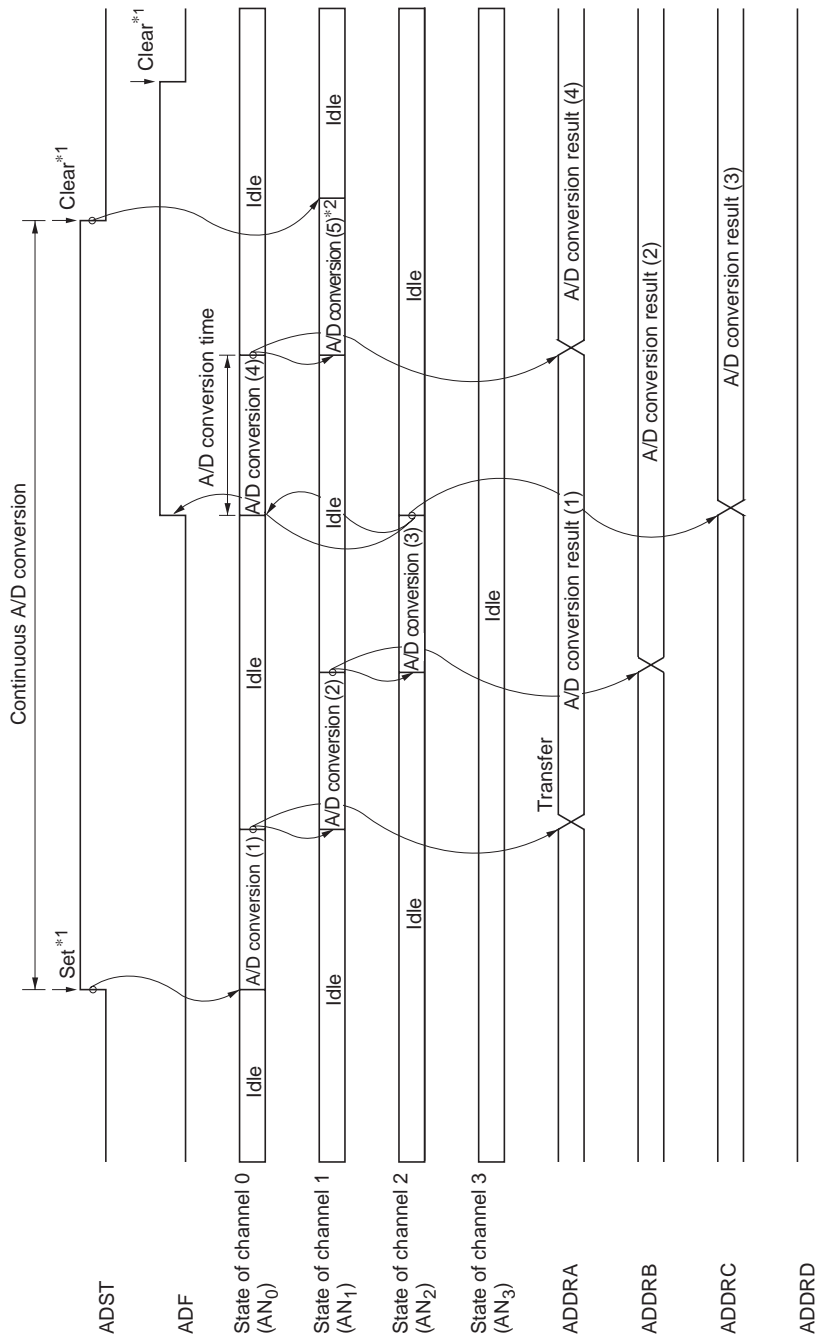 Continuous A/D conversion
Set*1
Clear*1
ADST
Clear*1
ADF
A/D conversion time
State of channel 0
(AN0)
Idle
A/D conversion (1)
Idle
A/D conversion (4)
Idle
State of channel 1
(AN1)
Idle
A/D conversion (2)
Idle
A/D conversion (5)*2
Idle
State of channel 2
(AN2)
Idle
A/D conversion (3)
Idle
State of channel 3
(AN3)
Idle
Transfer
ADDRA
A/D conversion result (1)
A/D conversion result (4)
ADDRB
A/D conversion result (2)
ADDRC
A/D conversion result (3)
ADDRD